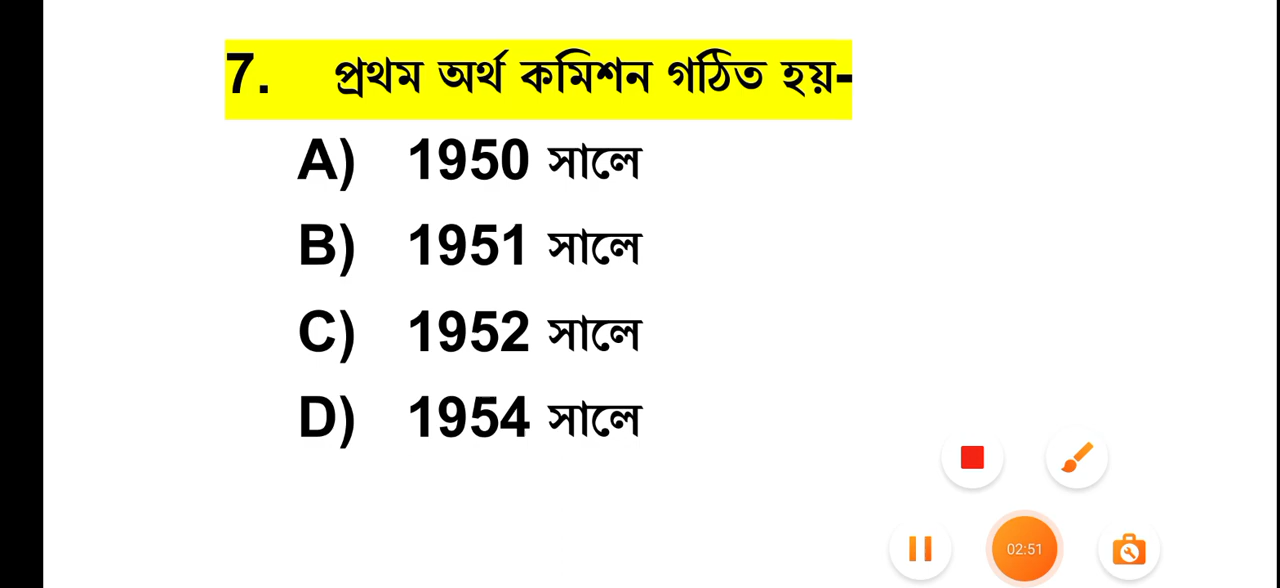 7. প্রথম অর্থ কমিশন গঠিত হয়-
A) 1950 সালে
B) 1951 সালে
C) 1952 সালে
D) 1954 সালে
02:51